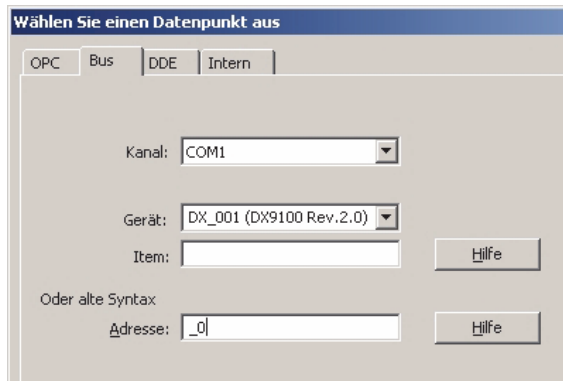 Wählen Sie einen Datenpunkt aus
OPC Bus DDE Intern
Kanal: COM1
Gerät: DX_001 (DX9100 Rev.2.0)
Item: Hilfe
Oder alte Syntax
Adresse: _0 Hilfe